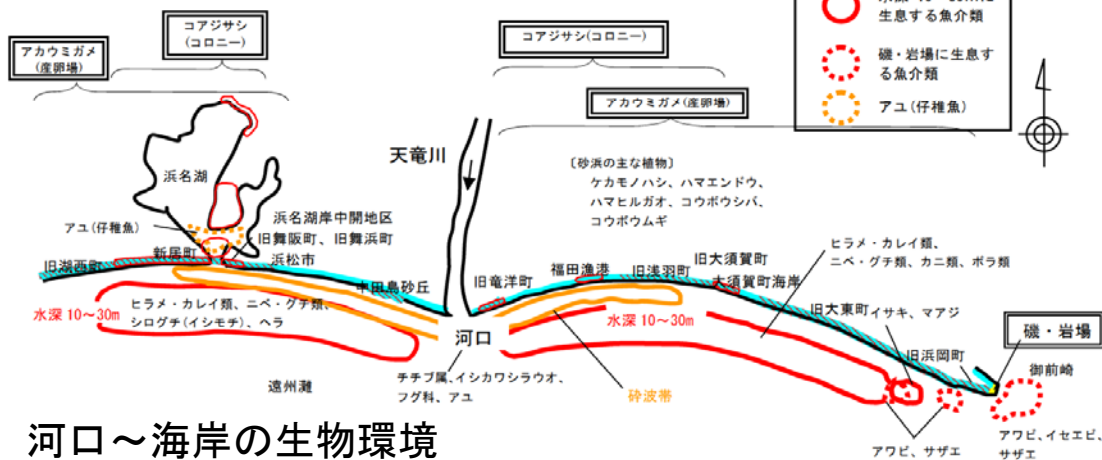 コアジサシ
(コロニー)
アカウミガメ
(産卵場)
コアジサシ(コロニー)
アカウミガメ(産卵場)
生息する魚介類
磯・岩場に生息す
る魚介類
アユ(仔稚魚)
天竜川
〔砂浜の主な植物〕
ケカモノハシ、ハマエンドウ、
ハマヒルガオ、コウボウシバ、
コウボウムギ
浜名湖
アユ(仔稚魚)
浜名湖岸中開地区
旧舞阪町、旧舞浜町
新居町
旧湖西町
浜松市
中田島砂丘
旧竜洋町
福田漁港
旧浅羽町
旧大須賀町
大須賀町海岸
ヒラメ・カレイ類、
ニベ・グチ類、カニ類、ボラ類
水深10～30m
ヒラメ・カレイ類、ニベ・グチ類、
シログチ(イシモチ)、ヘラ
水深10～30m
旧大東町
イサキ、マアジ
旧浜岡町
磯・岩場
御前崎
河口
遠州灘
チチブ属、イシカワシラウオ、
フグ科、アユ
砕波帯
アワビ、サザエ
アワビ、イセエビ、
サザエ
河口～海岸の生物環境